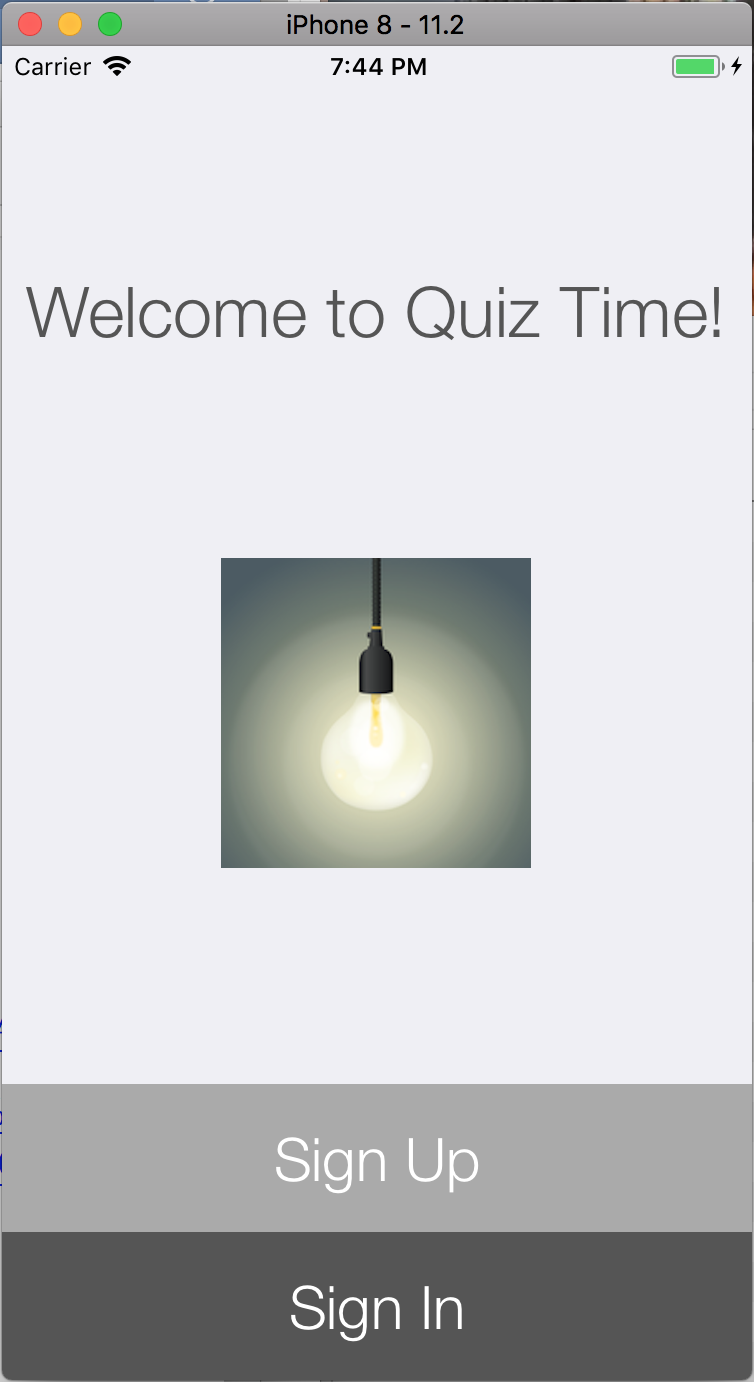 iPhone 8 - 11.2
Carrier 7:44 PM
Welcome to Quiz Time!
Sign Up
Sign In